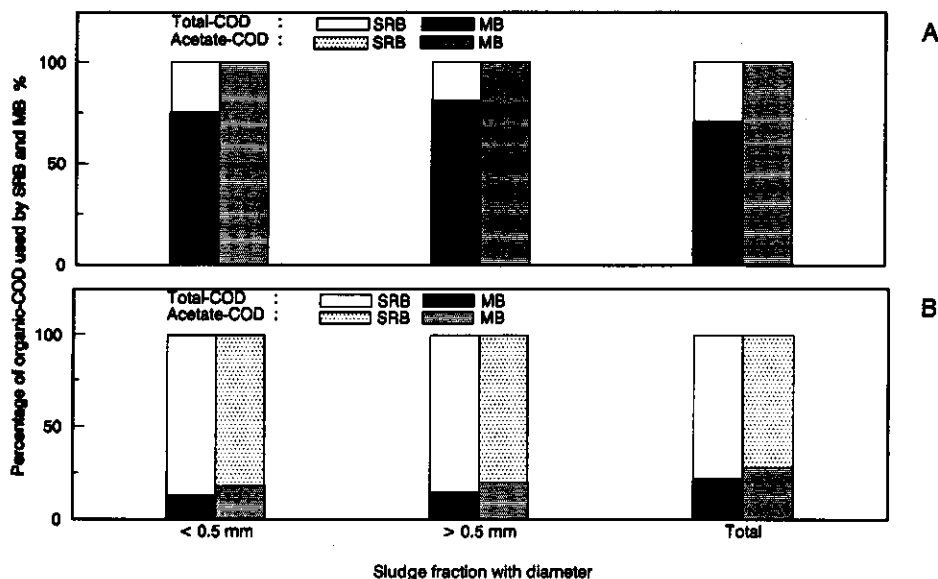 Total-COD : SRB MB
Acetate-COD : SRB MB
A
100
50
0
Total-COD : SRB MB
Acetate-COD : SRB MB
B
100
50
0
< 0.5 mm > 0.5 mm Total
Sludge fraction with diameter
Percentage of organic-COD used by SRB and MB %